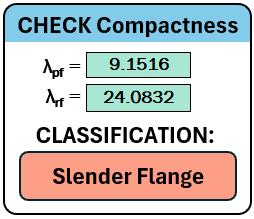 CHECK Compactness
λpf = 9.1516
λrf = 24.0832
CLASSIFICATION:
Slender Flange